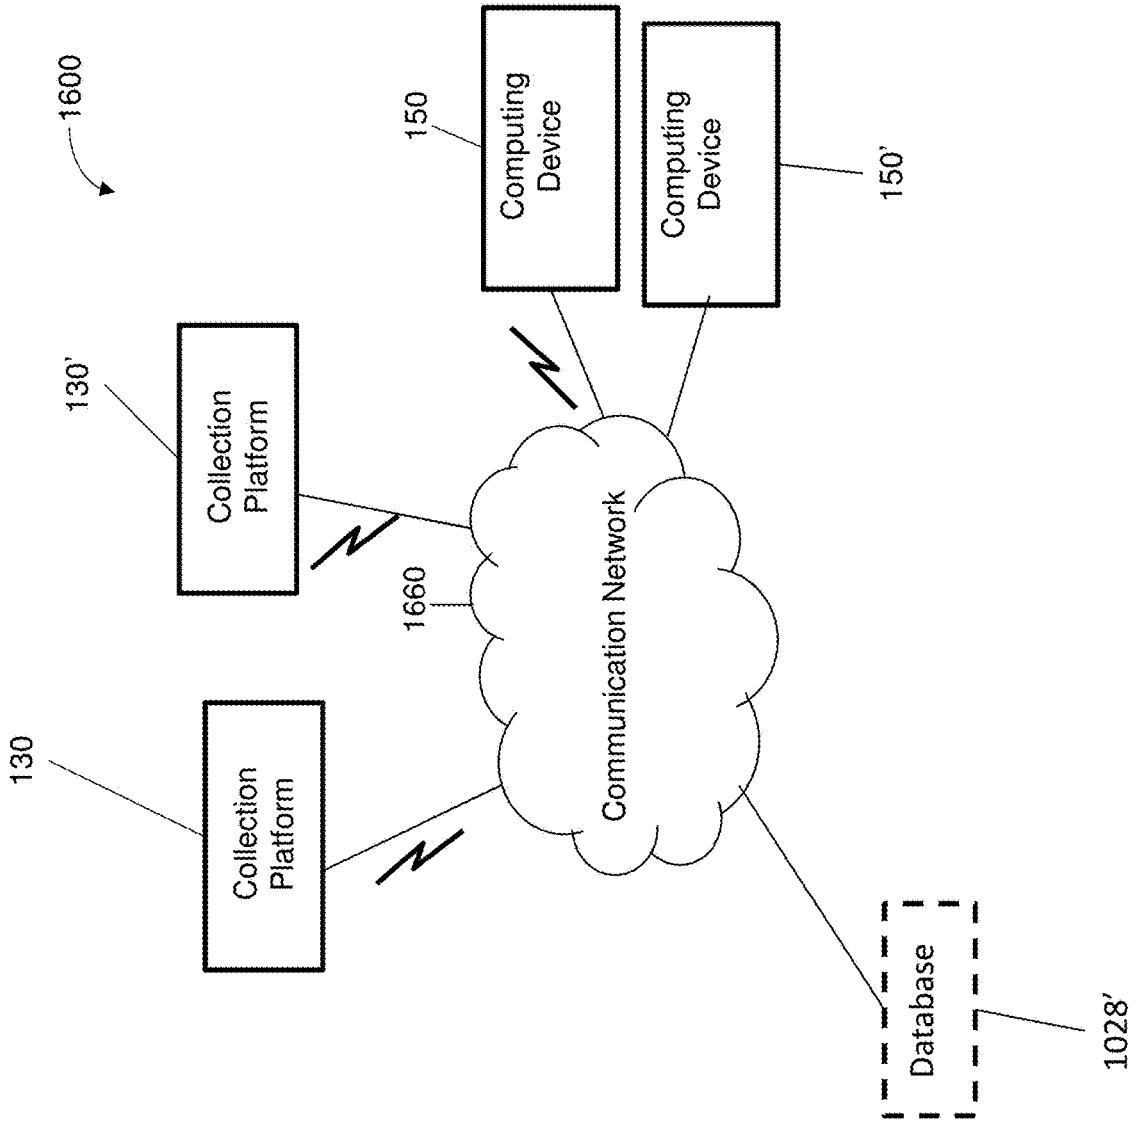 1600
130
Collection
Platform
130'
Collection
Platform
1660
Communication Network
150
Computing
Device
Computing
Device
150'
Database
1028'